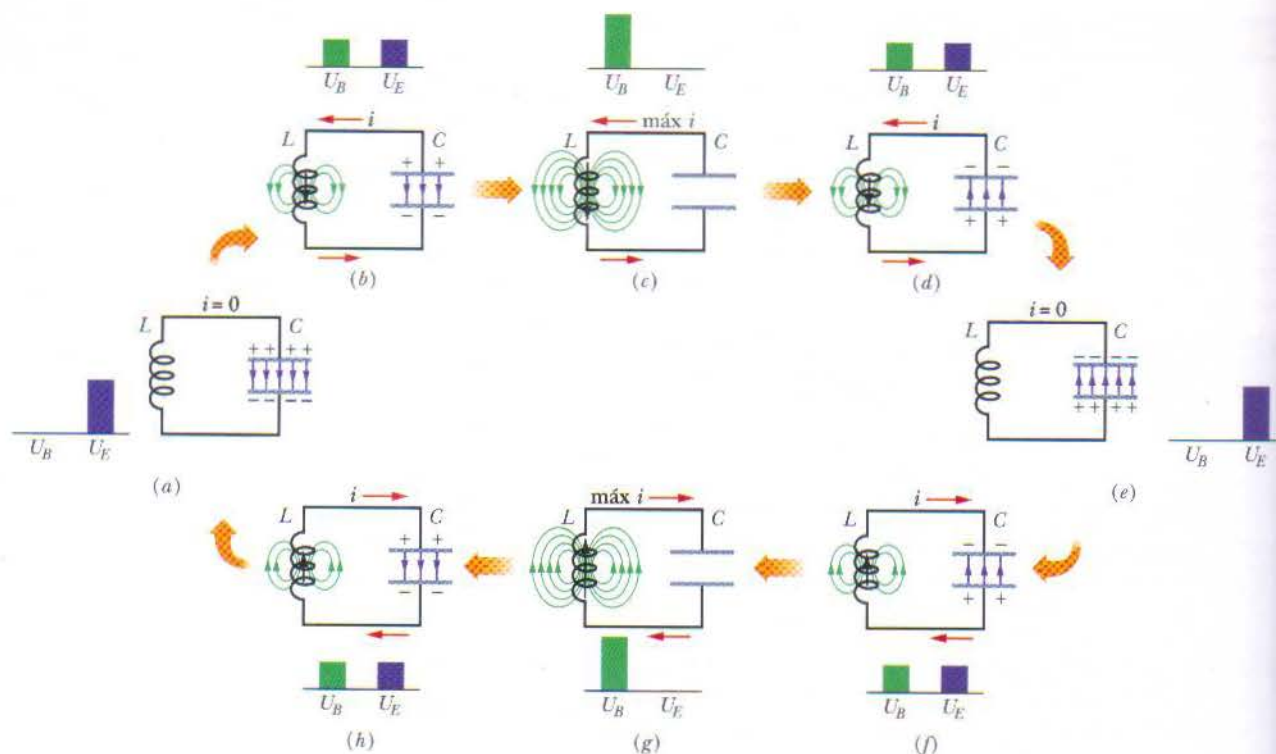 U_B U_E
U_B U_E
U_B U_E
i
L C
+ +
− −
(b)
máx i
L C
(c)
i
L C
− −
+ +
(d)
i = 0
L C
+ + + +
− − − − −
U_B U_E
(a)
i = 0
L C
− − − − −
+ + + +
U_B U_E
(e)
i
L C
+ +
− −
U_B U_E
(h)
máx i
L C
U_B U_E
(g)
i
L C
− −
+ +
U_B U_E
(f)